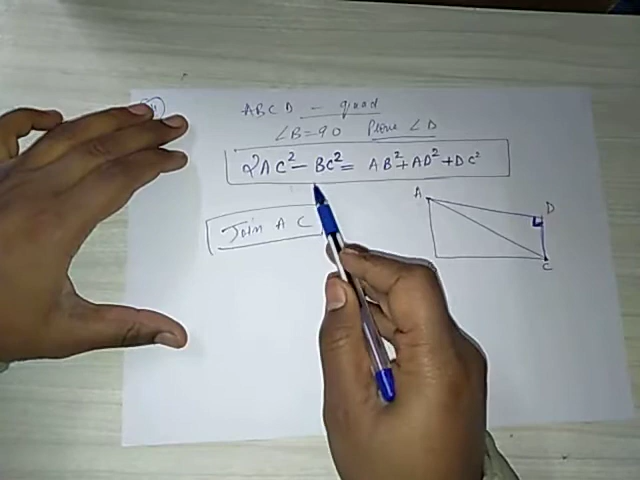 ABCD - quad
∠B=90 Prove ∠D
2AC²-BC²= AB²+AD²+DC²
Join AC
A
D
C